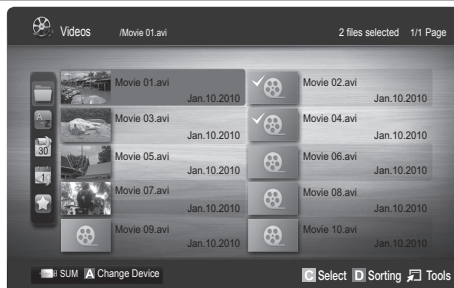 Videos /Movie 01.avi 2 files selected 1/1 Page
Movie 01.avi Movie 02.avi
Jan.10.2010 Jan.10.2010
Movie 03.avi Movie 04.avi
Jan.10.2010 Jan.10.2010
Movie 05.avi Movie 06.avi
Jan.10.2010 Jan.10.2010
Movie 07.avi Movie 08.avi
Jan.10.2010 Jan.10.2010
Movie 09.avi Movie 10.avi
Jan.10.2010 Jan.10.2010
A
30
1
SUM A Change Device C Select D Sorting Tools